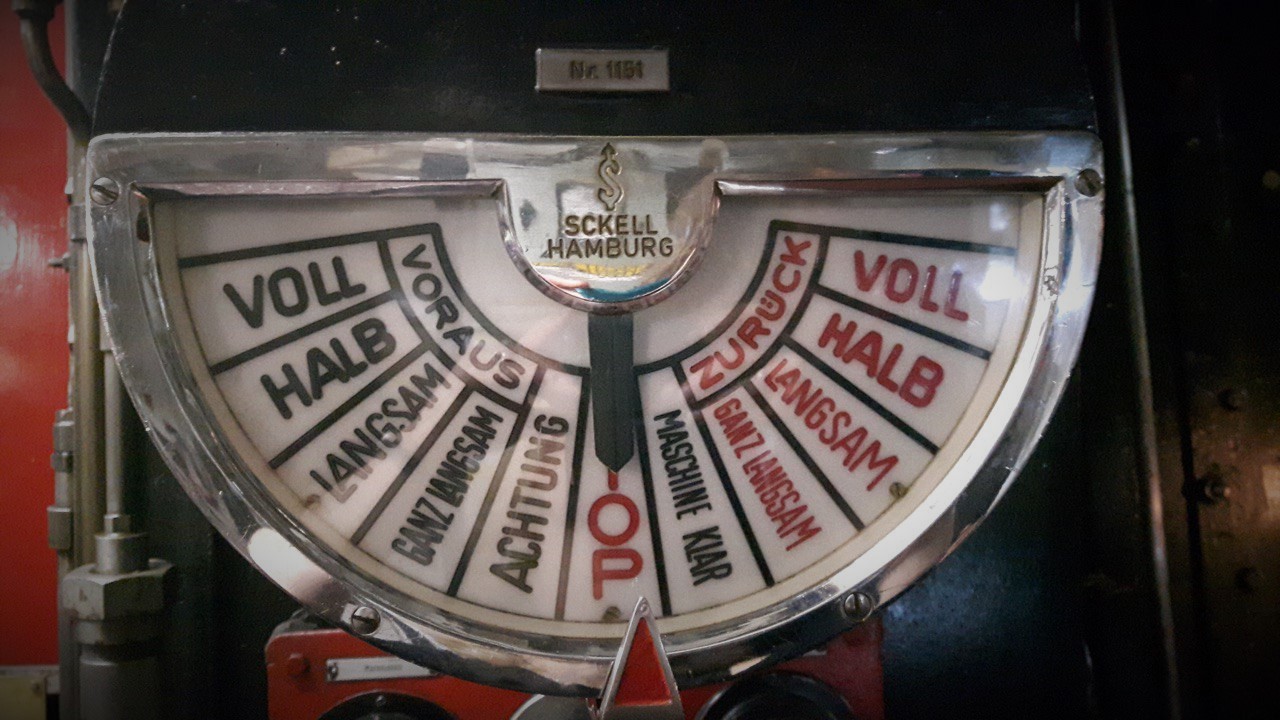 Nr. 1151
SCKELL
HAMBURG
VORAUS
VOLL
HALB
LANGSAM
GANZ LANGSAM
ACHTUNG
TOP
MASCHINE KLAR
ZURÜCK
GANZ LANGSAM
LANGSAM
HALB
VOLL